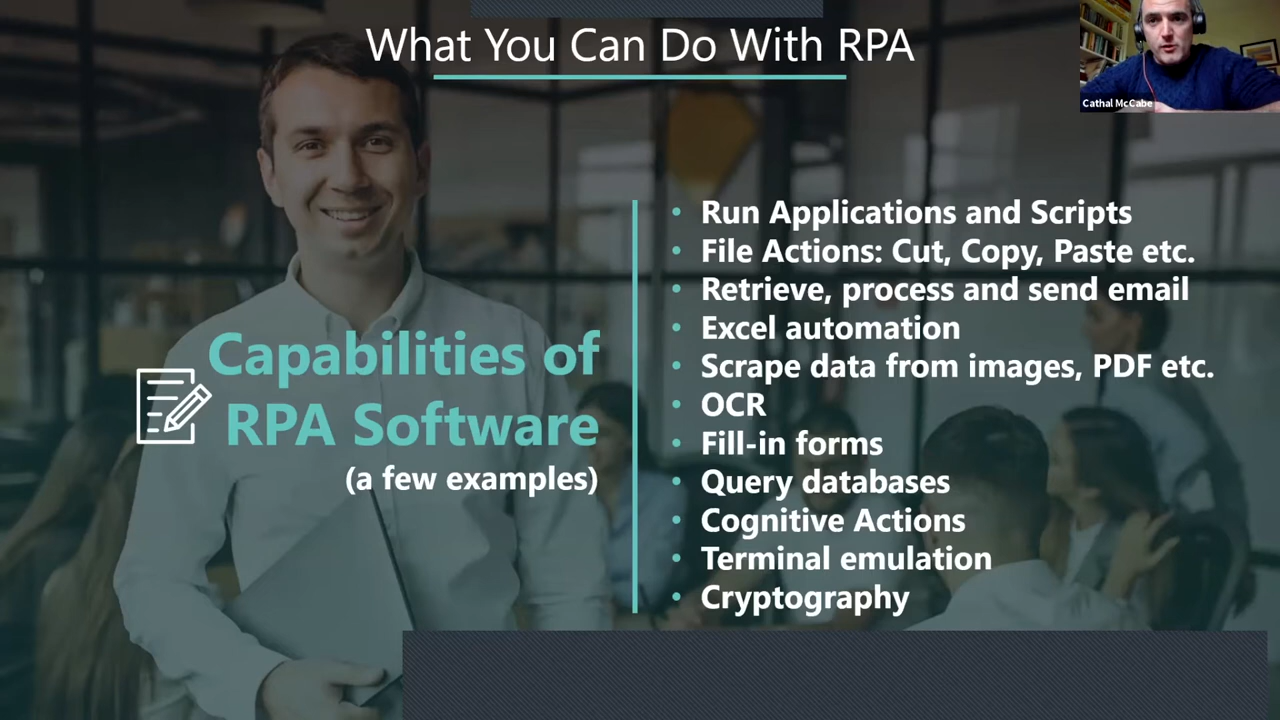 What You Can Do With RPA
Cathal McCabe
Capabilities of
RPA Software
(a few examples)
Run Applications and Scripts
File Actions: Cut, Copy, Paste etc.
Retrieve, process and send email
Excel automation
Scrape data from images, PDF etc.
OCR
Fill-in forms
Query databases
Cognitive Actions
Terminal emulation
Cryptography